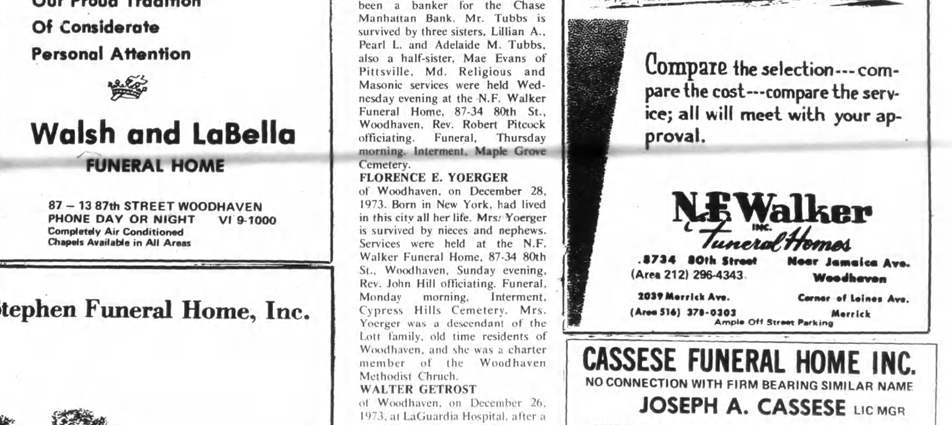 Our Proud Tradition
Of Considerate
Personal Attention
Walsh and LaBella
FUNERAL HOME
87 – 13 87th STREET WOODHAVEN
PHONE DAY OR NIGHT VI 9-1000
Completely Air Conditioned
Chapels Available in All Areas
tephen Funeral Home, Inc.
been a banker for the Chase
Manhattan Bank. Mr. Tubbs is
survived by three sisters, Lillian A.,
Pearl L. and Adelaide M. Tubbs,
also a half-sister, Mae Evans of
Pittsville, Md. Religious and
Masonic services were held Wed-
nesday evening at the N.F. Walker
Funeral Home, 87-34 80th St.,
Woodhaven, Rev. Robert Pitcock
officiating. Funeral, Thursday
morning. Interment, Maple Grove
Cemetery.
FLORENCE E. YOERGER
of Woodhaven, on December 28,
1973. Born in New York, had lived
in this city all her life. Mrs. Yoerger
is survived by nieces and nephews.
Services were held at the N.F.
Walker Funeral Home, 87-34 80th
St., Woodhaven, Sunday evening,
Rev. John Hill officiating. Funeral,
Monday morning, Interment,
Cypress Hills Cemetery. Mrs.
Yoerger was a descendant of the
Lott family, old time residents of
Woodhaven, and she was a charter
member of the Woodhaven
Methodist Chruch.
WALTER GETROST
of Woodhaven, on December 26,
1973, at LaGuardia Hospital, after a
Compare the selection---com-
pare the cost---compare the serv-
ice; all will meet with your ap-
proval.
N.F. Walker
INC.
Funeral Homes
8734 80th Street Near Jamaica Ave.
(Area 212) 296-4343 Woodhaven
2039 Merrick Ave. Corner of Loines Ave.
(Area 516) 378-0303 Merrick
Ample Off Street Parking
CASSESE FUNERAL HOME INC.
NO CONNECTION WITH FIRM BEARING SIMILAR NAME
JOSEPH A. CASSESE LIC MGR